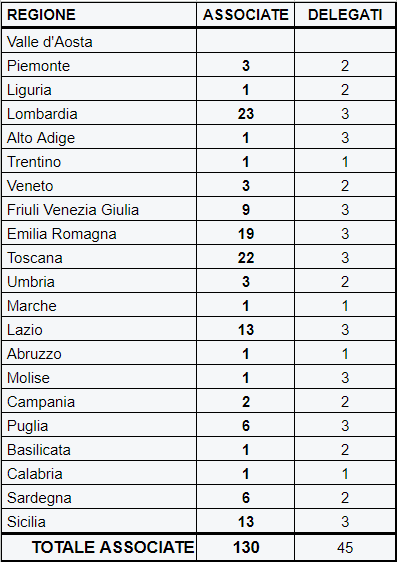 REGIONE ASSOCIATE DELEGATI
Valle d'Aosta
Piemonte 3 2
Liguria 1 2
Lombardia 23 3
Alto Adige 1 3
Trentino 1 1
Veneto 3 2
Friuli Venezia Giulia 9 3
Emilia Romagna 19 3
Toscana 22 3
Umbria 3 2
Marche 1 1
Lazio 13 3
Abruzzo 1 1
Molise 1 3
Campania 2 2
Puglia 6 3
Basilicata 1 2
Calabria 1 1
Sardegna 6 2
Sicilia 13 3
TOTALE ASSOCIATE 130 45